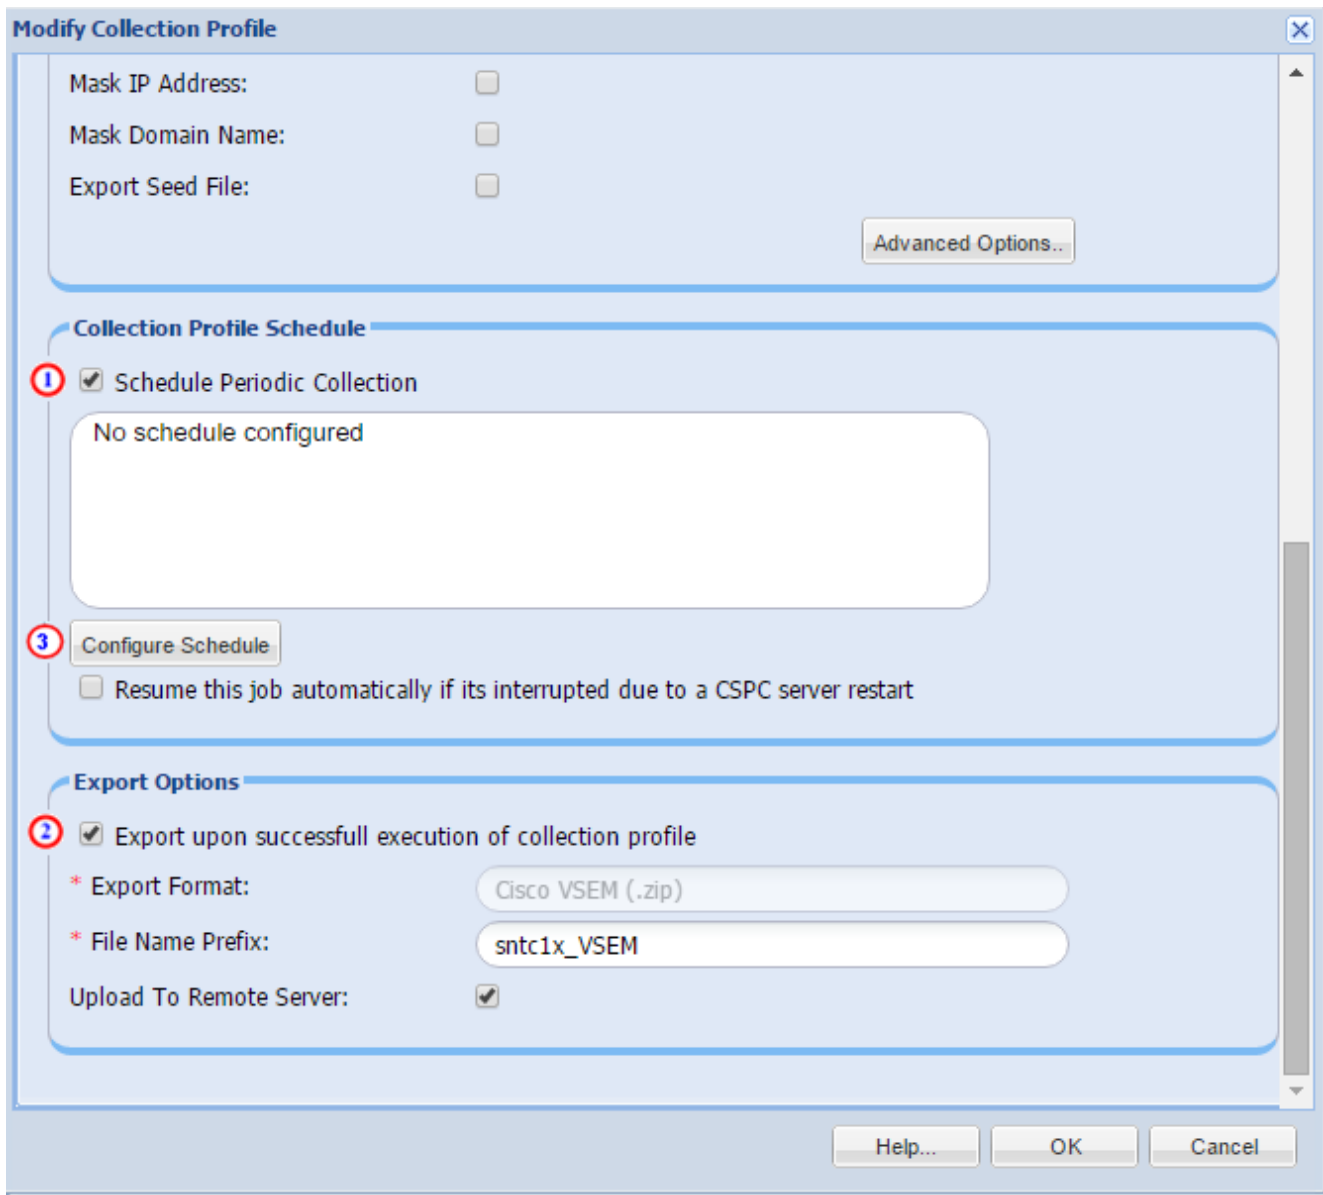 Modify Collection Profile
Mask IP Address:
Mask Domain Name:
Export Seed File:
Advanced Options..
Collection Profile Schedule
1 Schedule Periodic Collection
No schedule configured
3 Configure Schedule
Resume this job automatically if its interrupted due to a CSPC server restart
Export Options
2 Export upon successfull execution of collection profile
* Export Format: Cisco VSEM (.zip)
* File Name Prefix: sntc1x_VSEM
Upload To Remote Server:
Help... OK Cancel